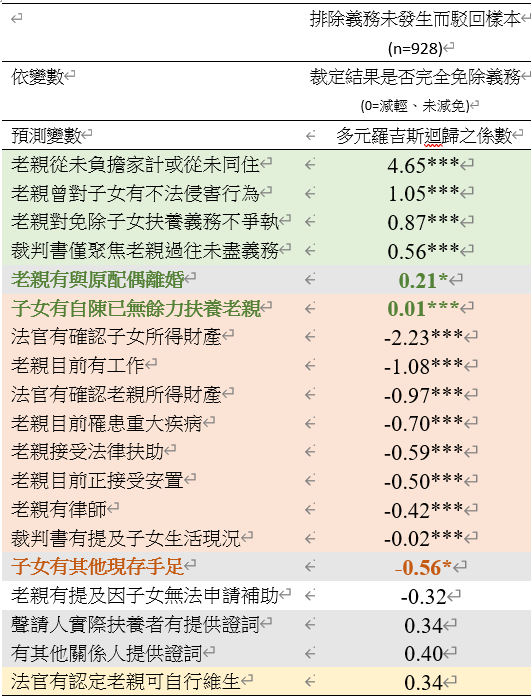 排除義務未發生而駁回樣本
(n=928)
依變數 裁定結果是否完全免除義務
(0=減輕、未減免)
預測變數 多元羅吉斯迴歸之係數
老親從未負擔家計或從未同住 4.65***
老親曾對子女有不法侵害行為 1.05***
老親對免除子女扶養義務不爭執 0.87***
裁判書僅聚焦老親過往未盡義務 0.56***
老親有與原配偶離婚 0.21*
子女有自陳已無餘力扶養老親 0.01***
法官有確認子女所得財產 -2.23***
老親目前有工作 -1.08***
法官有確認老親所得財產 -0.97***
老親目前罹患重大疾病 -0.70***
老親接受法律扶助 -0.59***
老親目前正接受安置 -0.50***
老親有律師 -0.42***
裁判書有提及子女生活現況 -0.02***
子女有其他現存手足 -0.56*
老親有提及因子女無法申請補助 -0.32
聲請人實際扶養者有提供證詞 0.34
有其他關係人提供證詞 0.40
法官有認定老親可自行維生 0.34